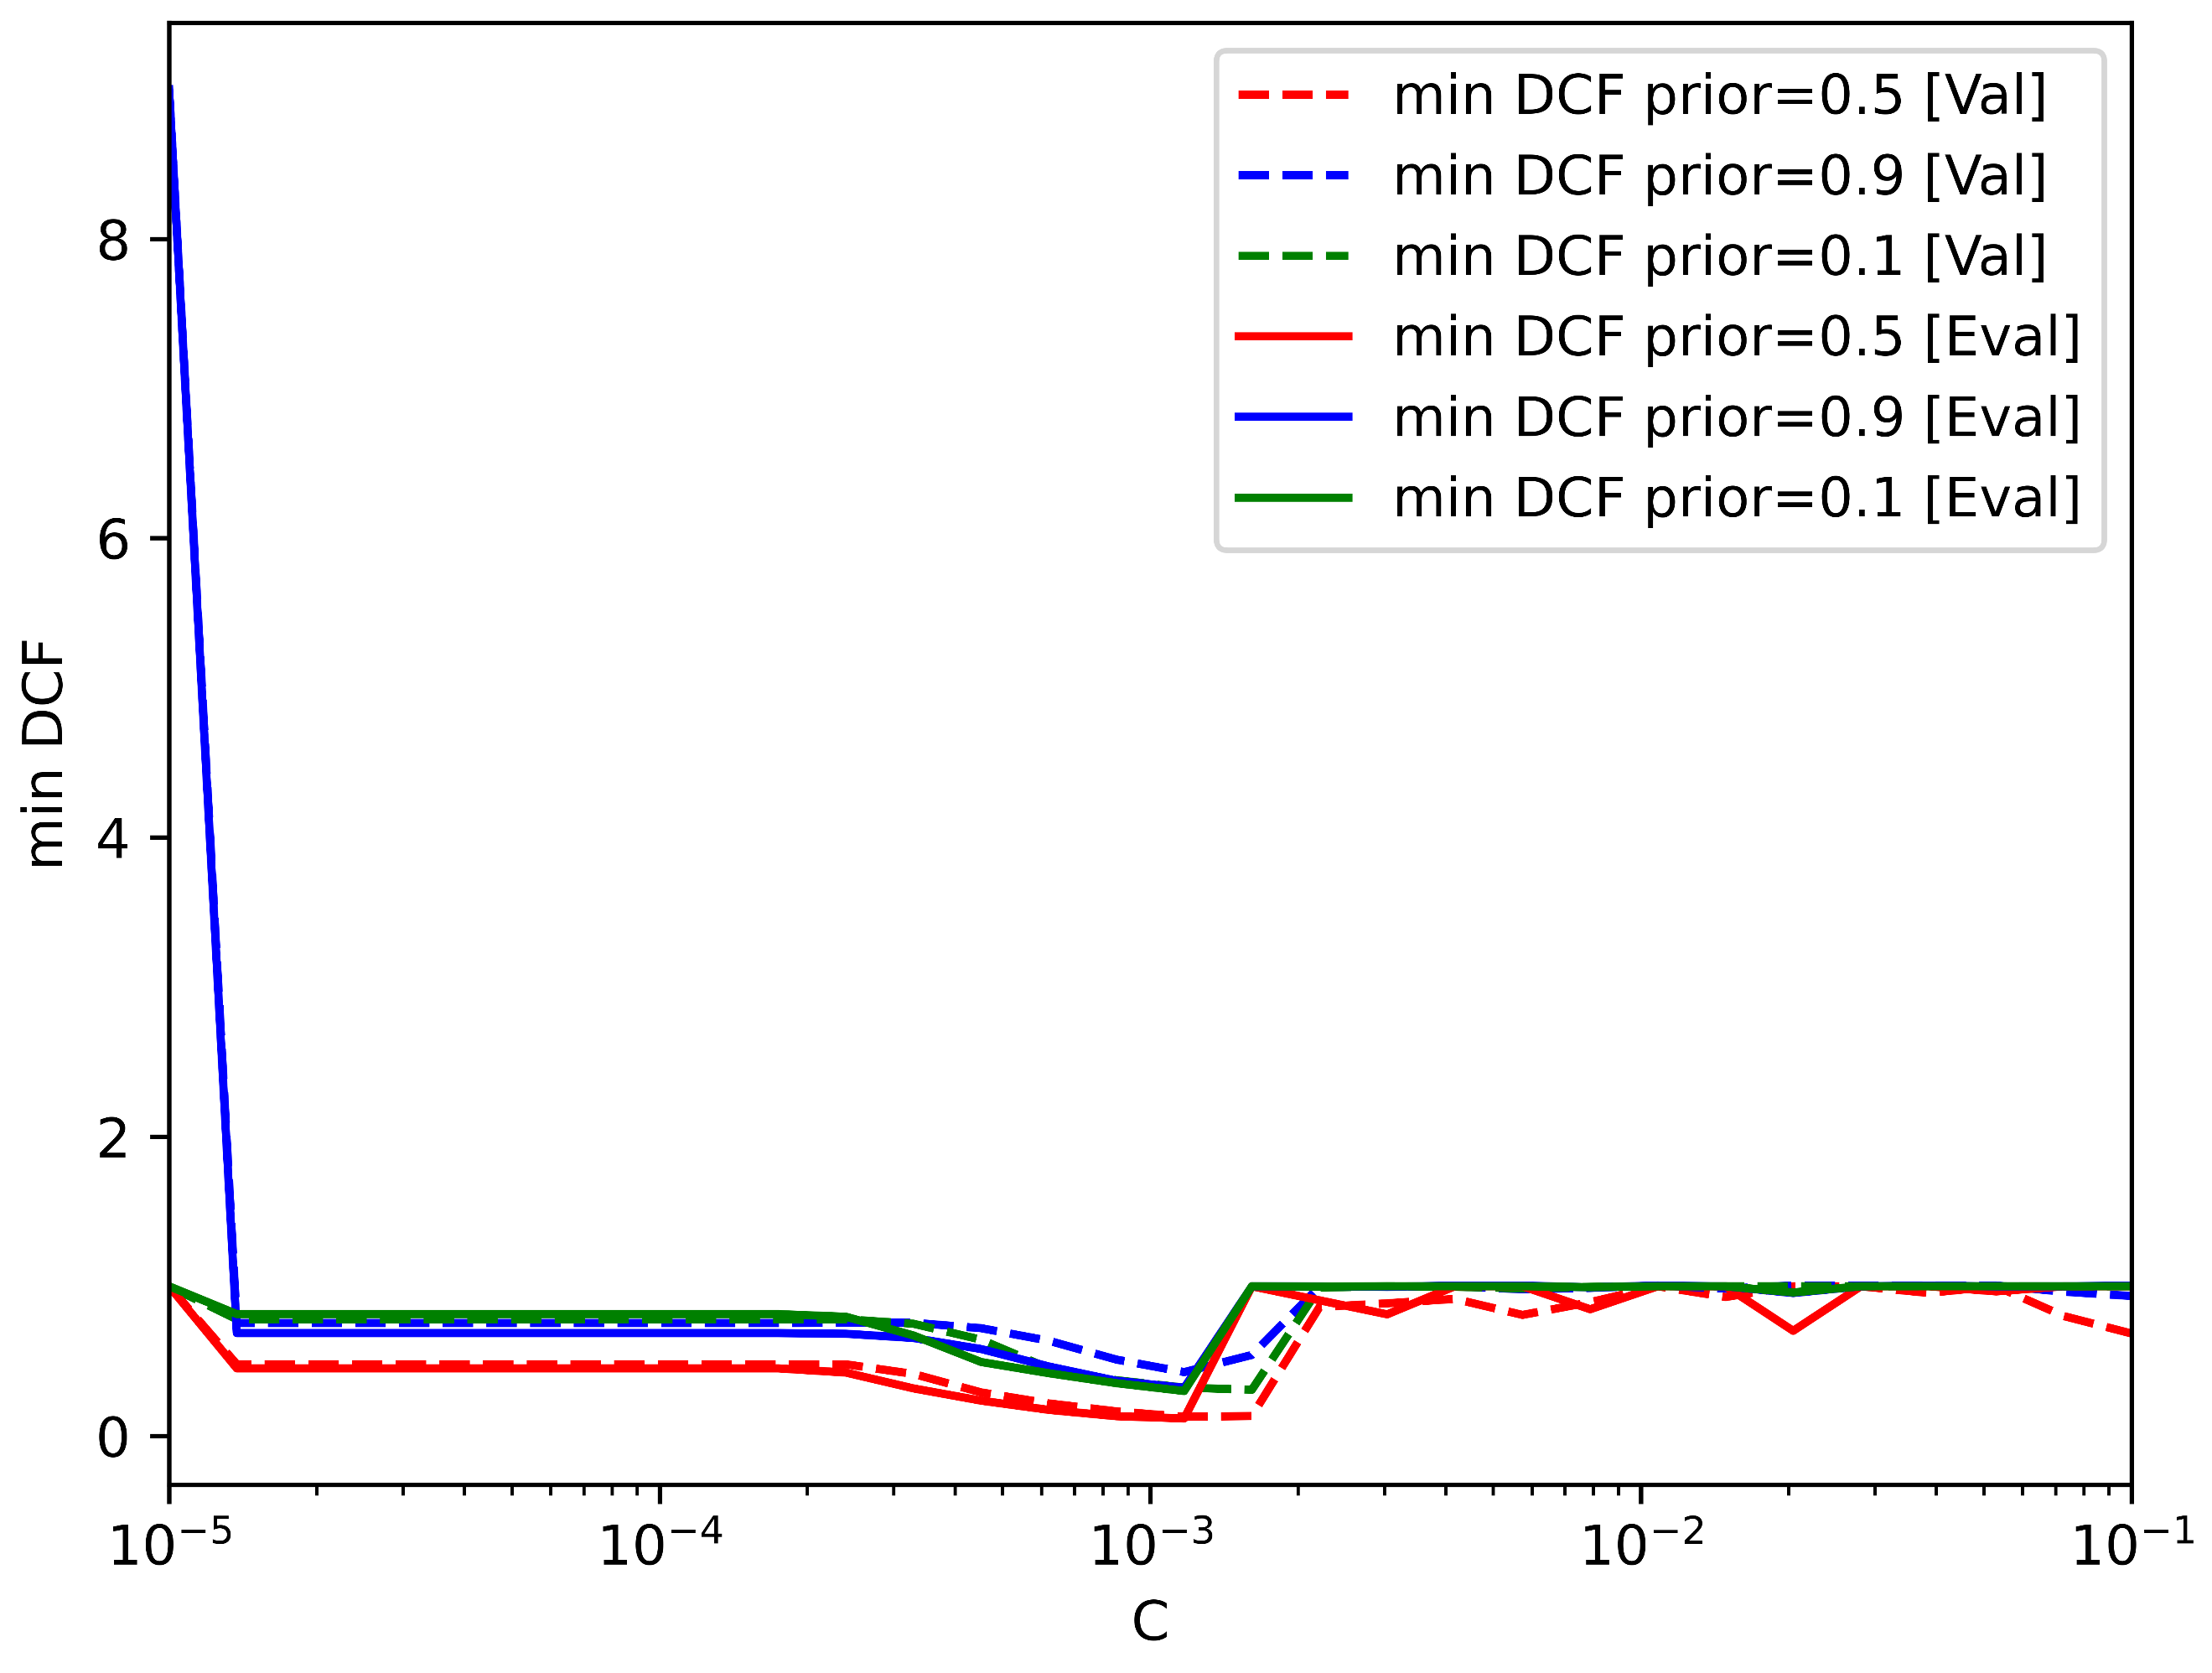 min DCF prior=0.5 [Val]
min DCF prior=0.9 [Val]
min DCF prior=0.1 [Val]
min DCF prior=0.5 [Eval]
min DCF prior=0.9 [Eval]
min DCF prior=0.1 [Eval]
min DCF
8
6
4
2
0
10⁻⁵ 10⁻⁴ 10⁻³ 10⁻² 10⁻¹
C